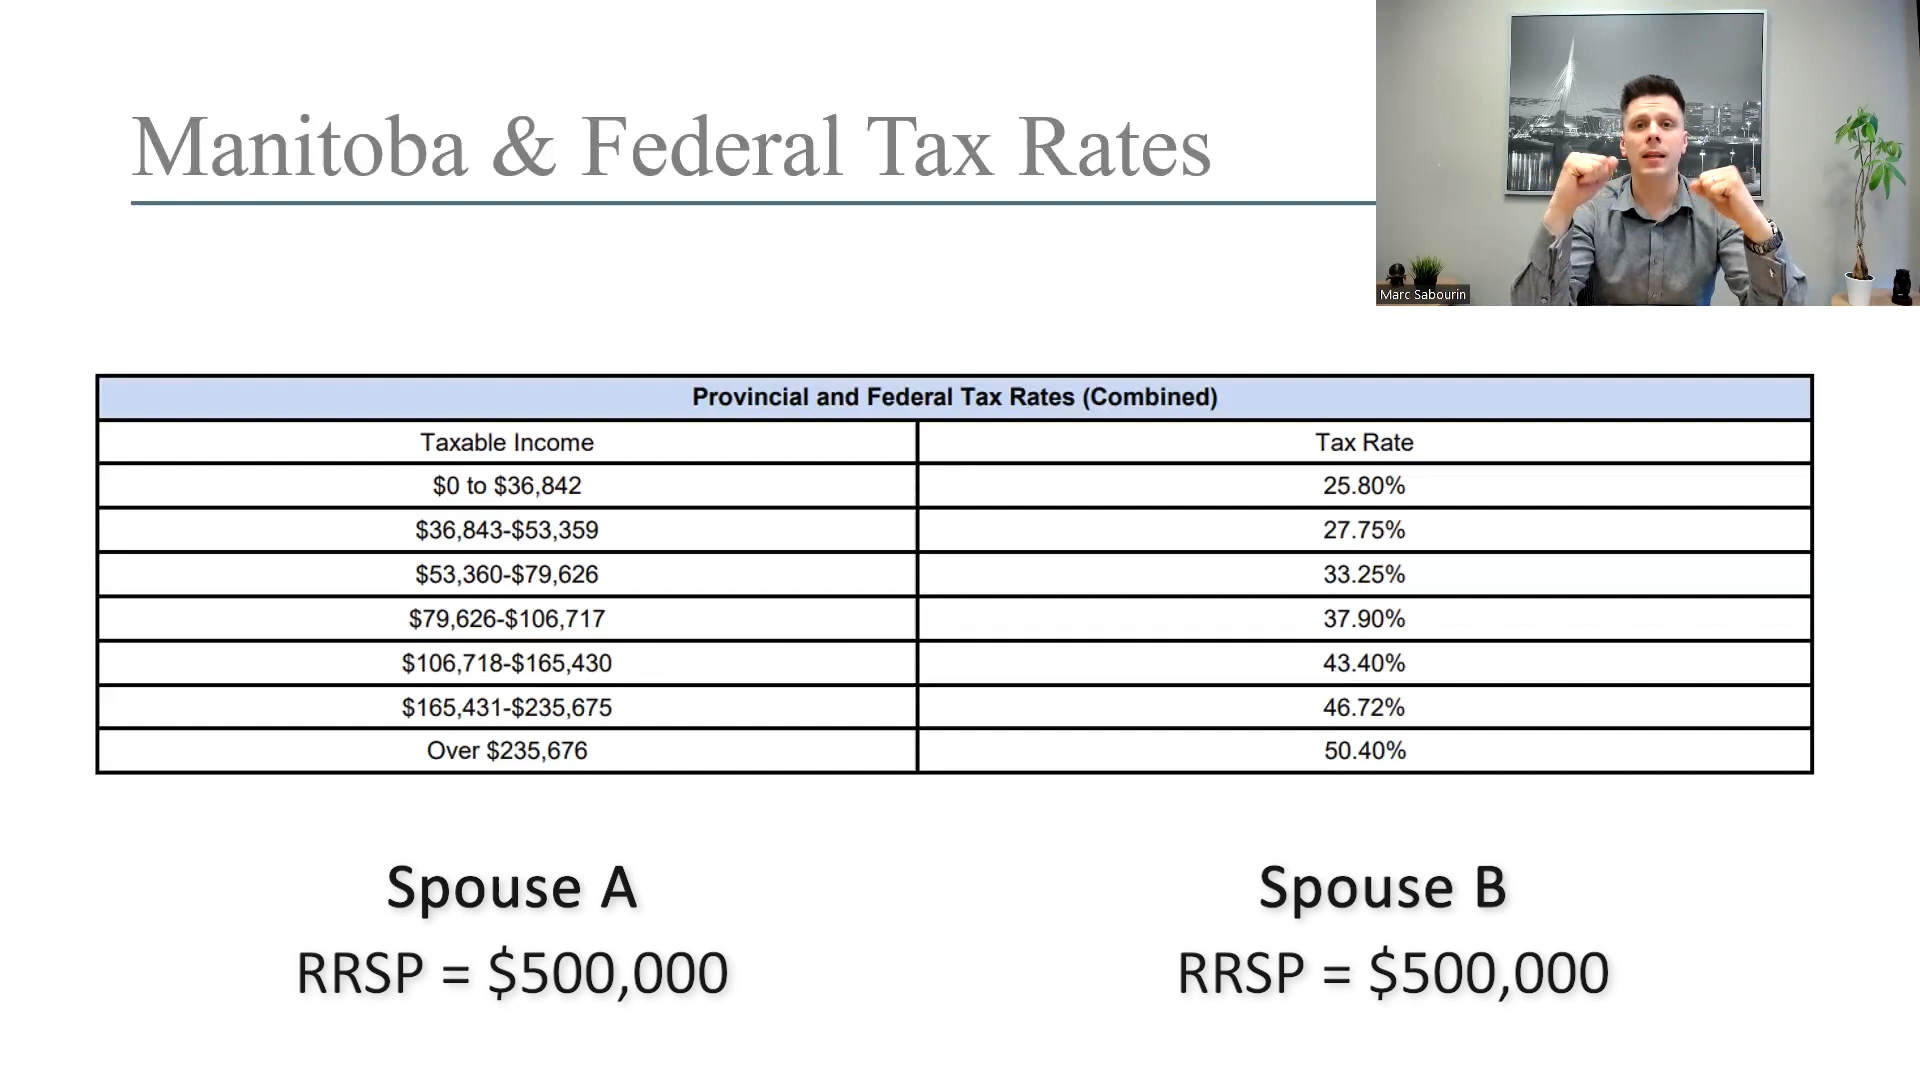 Manitoba & Federal Tax Rates
Marc Sabourin
Provincial and Federal Tax Rates (Combined)
Taxable Income Tax Rate
$0 to $36,842 25.80%
$36,843-$53,359 27.75%
$53,360-$79,626 33.25%
$79,626-$106,717 37.90%
$106,718-$165,430 43.40%
$165,431-$235,675 46.72%
Over $235,676 50.40%
Spouse A Spouse B
RRSP = $500,000 RRSP = $500,000